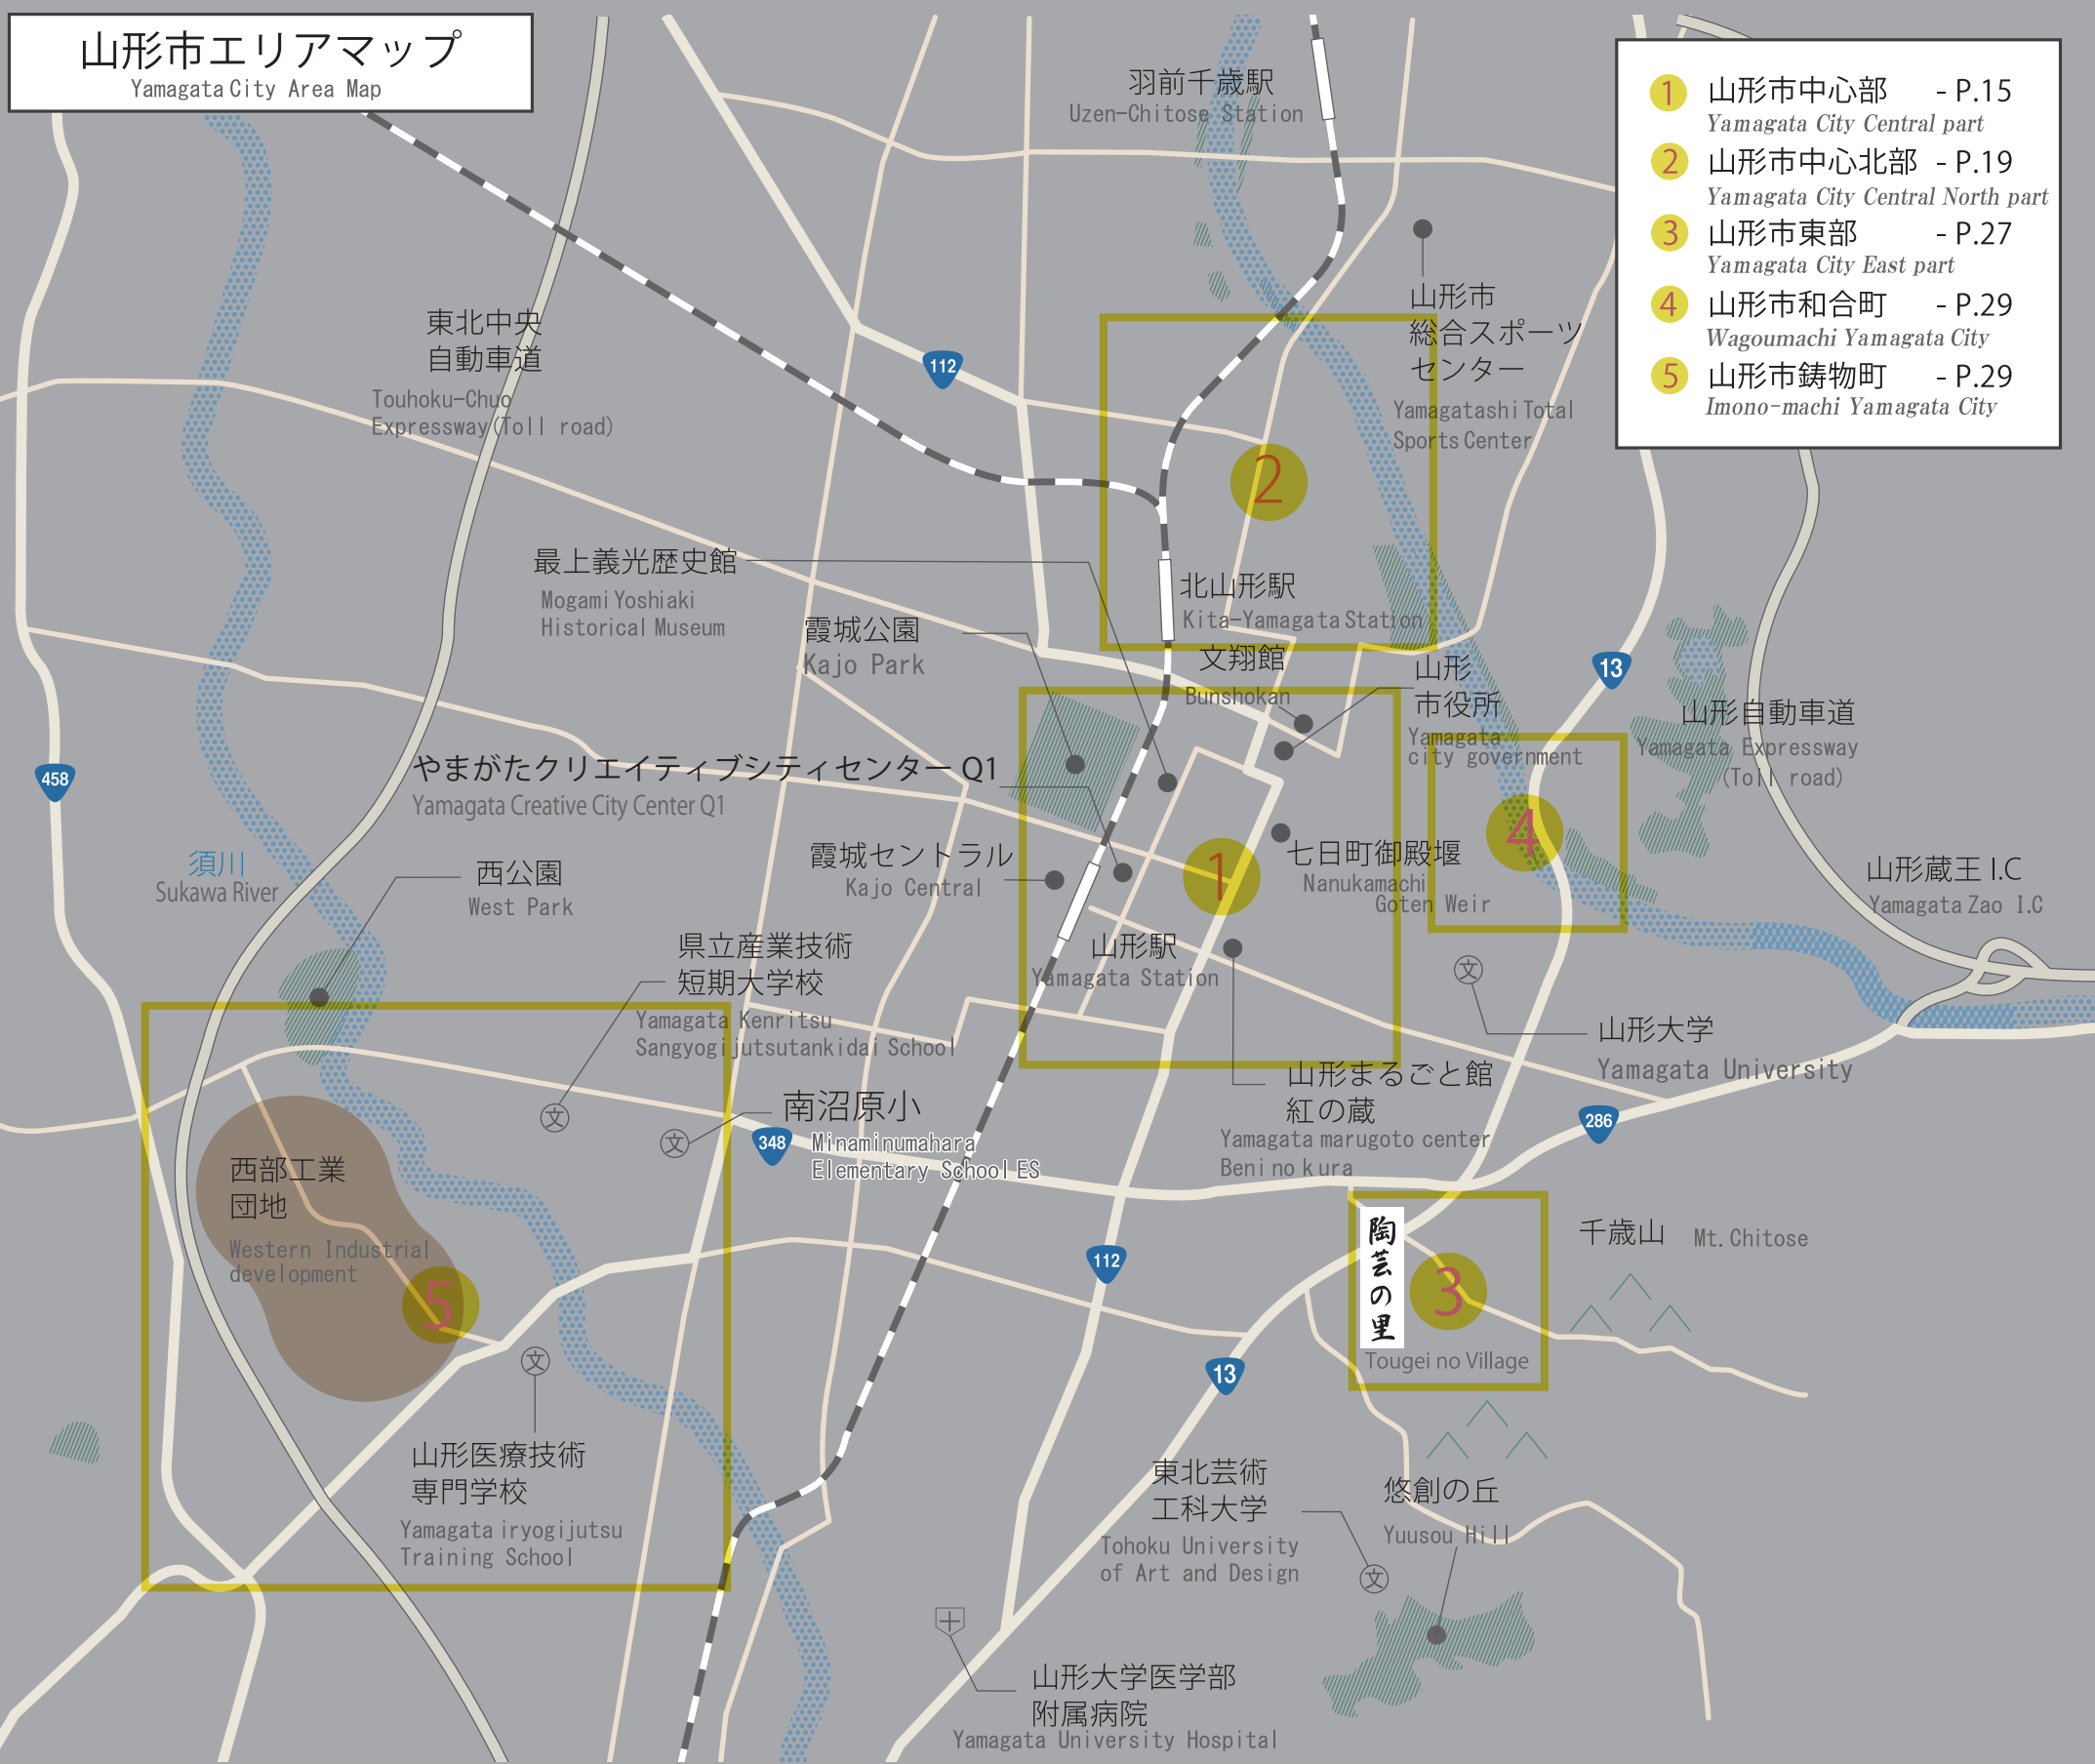 山形市エリアマップ
Yamagata City Area Map
1 山形市中心部 - P.15
Yamagata City Central part
2 山形市中心北部 - P.19
Yamagata City Central North part
3 山形市東部 - P.27
Yamagata City East part
4 山形市和合町 - P.29
Wagoumachi Yamagata City
5 山形市鋳物町 - P.29
Imono-machi Yamagata City
羽前千歳駅
Uzen-Chitose Station
山形市
総合スポーツ
センター
Yamagatashi Total
Sports Center
東北中央
自動車道
Touhoku-Chuo
Expressway(Toll road)
112
2
最上義光歴史館
Mogami Yoshiaki
Historical Museum
北山形駅
Kita-Yamagata Station
霞城公園
Kajo Park
文翔館
Bunshokan
山形
市役所
Yamagata
city government
13
山形自動車道
Yamagata Expressway
(Toll road)
458
やまがたクリエイティブシティセンター Q1
Yamagata Creative City Center Q1
須川
Sukawa River
西公園
West Park
霞城セントラル
Kajo Central
1
七日町御殿堰
Nanukamachi
Goten Weir
4
山形蔵王 I.C
Yamagata Zao I.C
県立産業技術
短期大学校
Yamagata Kenritsu
Sangyogijutsutankidai School
山形駅
Yamagata Station
文
山形大学
Yamagata University
山形まるごと館
紅の蔵
Yamagata marugoto center
Beni no kura
文
文
南沼原小
Minaminumahara
Elementary School ES
348
286
西部工業
団地
Western Industrial
development
5
112
陶芸の里
3
Tougei no Village
千歳山 Mt.Chitose
文
13
山形医療技術
専門学校
Yamagata iryogijutsu
Training School
東北芸術
工科大学
Tohoku University
of Art and Design
文
悠創の丘
Yuusou Hill
山形大学医学部
附属病院
Yamagata University Hospital